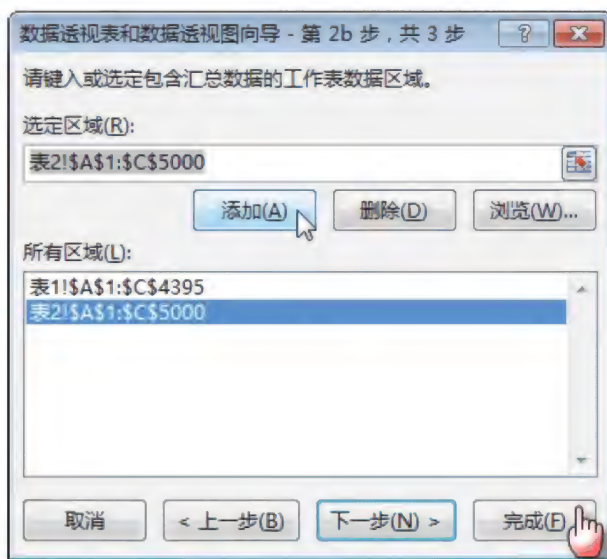 数据透视表和数据透视图向导 - 第 2b 步，共 3 步
请键入或选定包含汇总数据的工作表数据区域。
选定区域(R):
表2!$A$1:$C$5000
添加(A) 删除(D) 浏览(W)...
所有区域(L):
表1!$A$1:$C$4395
表2!$A$1:$C$5000
取消 < 上一步(B) 下一步(N) > 完成(F)